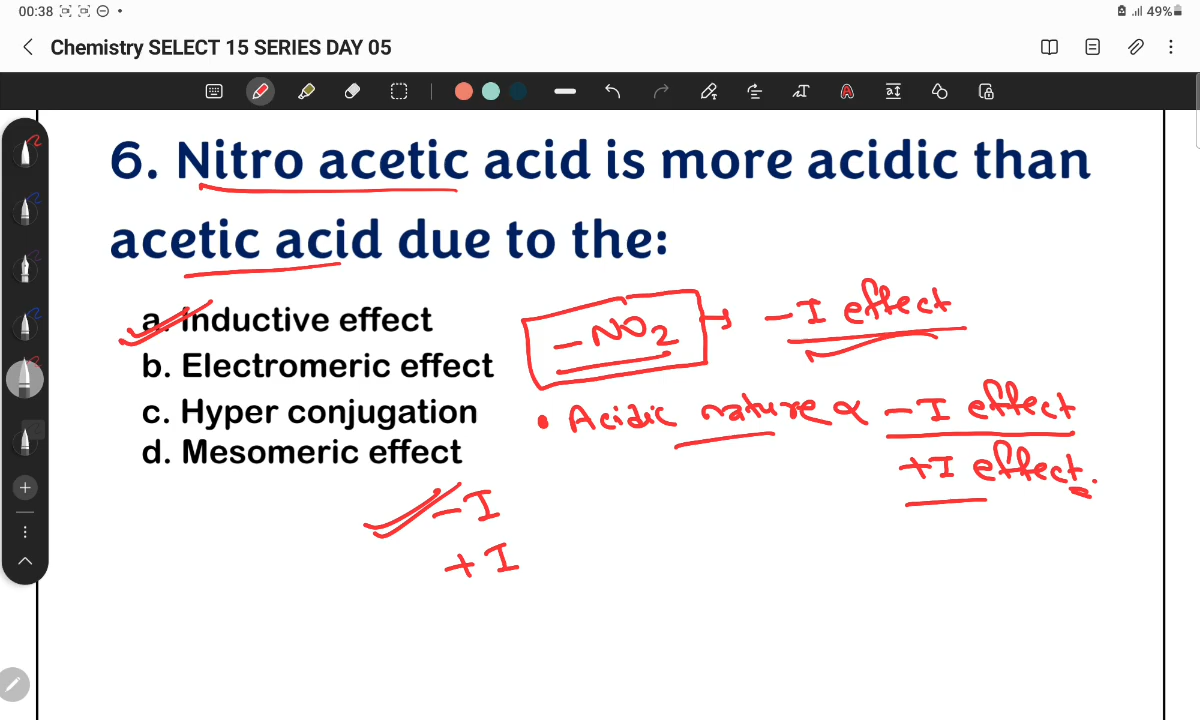 00:38
49%
Chemistry SELECT 15 SERIES DAY 05
6. Nitro acetic acid is more acidic than
acetic acid due to the:
a. Inductive effect
b. Electromeric effect
c. Hyper conjugation
d. Mesomeric effect
-NO2 → -I effect
• Acidic nature ∝ -I effect
+I effect.
-I
+I